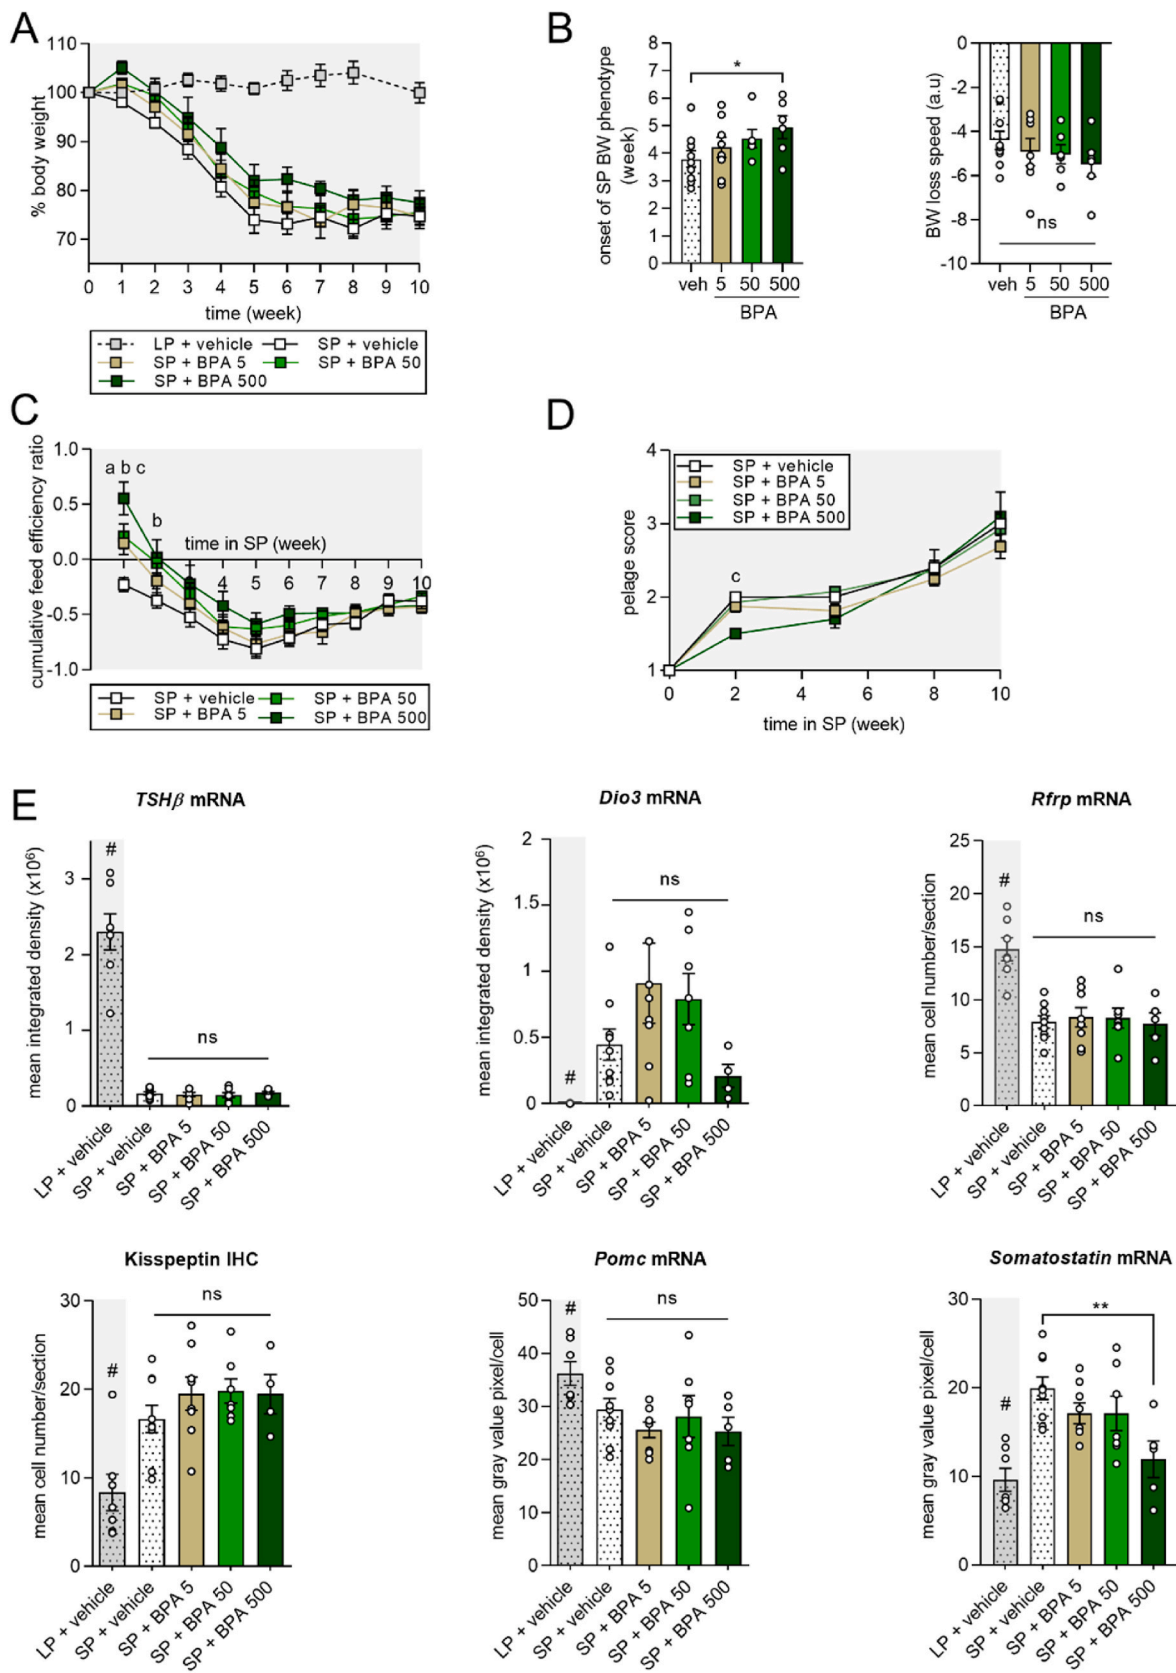 A
110
100
90
80
70
% body weight
0 1 2 3 4 5 6 7 8 9 10
time (week)
LP + vehicle SP + vehicle
SP + BPA 5 SP + BPA 50
SP + BPA 500
B
8
7
6
5
4
3
2
1
0
onset of SP BW phenotype
(week)
*
veh 5 50 500
BPA
0
-2
-4
-6
-8
-10
BW loss speed (a.u)
ns
veh 5 50 500
BPA
C
1.0
0.5
0.0
-0.5
-1.0
cumulative feed efficiency ratio
a b c
b
time in SP (week)
4 5 6 7 8 9 10
SP + vehicle SP + BPA 50
SP + BPA 5 SP + BPA 500
D
4
3
2
1
pelage score
SP + vehicle
SP + BPA 5
SP + BPA 50
SP + BPA 500
c
0 2 4 6 8 10
time in SP (week)
E
TSHβ mRNA
mean integrated density (x10⁶)
3
2
1
0
#
ns
LP + vehicle
SP + vehicle
SP + BPA 5
SP + BPA 50
SP + BPA 500
Dio3 mRNA
mean integrated density (x10⁶)
2
1.5
1
0.5
0
#
ns
LP + vehicle
SP + vehicle
SP + BPA 5
SP + BPA 50
SP + BPA 500
Rfrp mRNA
mean cell number/section
25
20
15
10
5
0
#
ns
LP + vehicle
SP + vehicle
SP + BPA 5
SP + BPA 50
SP + BPA 500
Kisspeptin IHC
mean cell number/section
30
20
10
0
#
ns
LP + vehicle
SP + vehicle
SP + BPA 5
SP + BPA 50
SP + BPA 500
Pomc mRNA
mean gray value pixel/cell
50
40
30
20
10
0
#
ns
LP + vehicle
SP + vehicle
SP + BPA 5
SP + BPA 50
SP + BPA 500
Somatostatin mRNA
mean gray value pixel/cell
30
20
10
0
#
**
LP + vehicle
SP + vehicle
SP + BPA 5
SP + BPA 50
SP + BPA 500